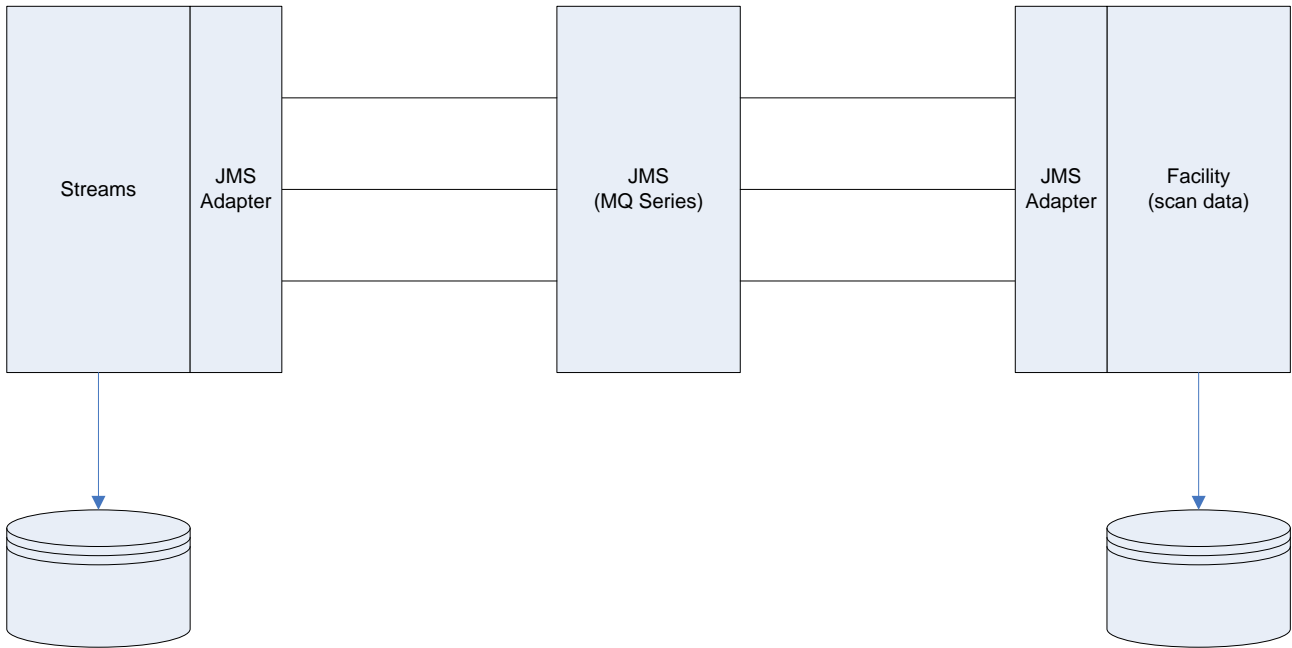 Streams
JMS
Adapter
JMS
(MQ Series)
JMS
Adapter
Facility
(scan data)